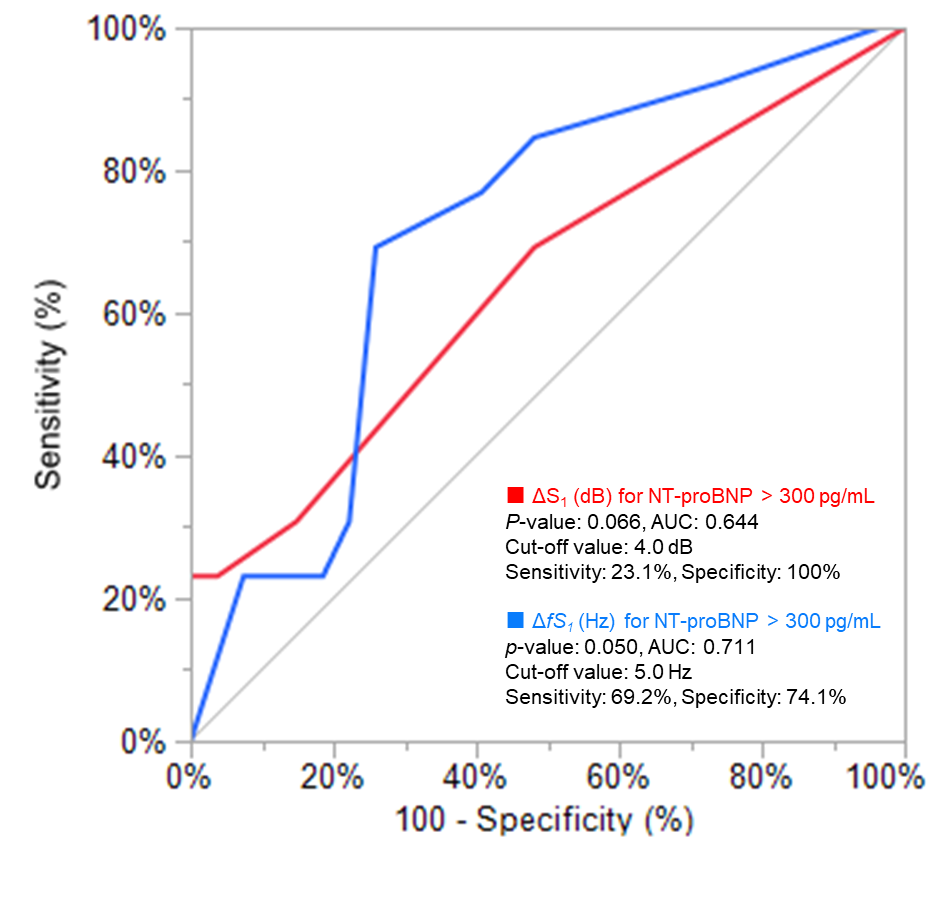 100%
80%
60%
40%
20%
0%
Sensitivity (%)
ΔS₁ (dB) for NT-proBNP > 300 pg/mL
P-value: 0.066, AUC: 0.644
Cut-off value: 4.0 dB
Sensitivity: 23.1%, Specificity: 100%
ΔfS₁ (Hz) for NT-proBNP > 300 pg/mL
p-value: 0.050, AUC: 0.711
Cut-off value: 5.0 Hz
Sensitivity: 69.2%, Specificity: 74.1%
0% 20% 40% 60% 80% 100%
100 - Specificity (%)